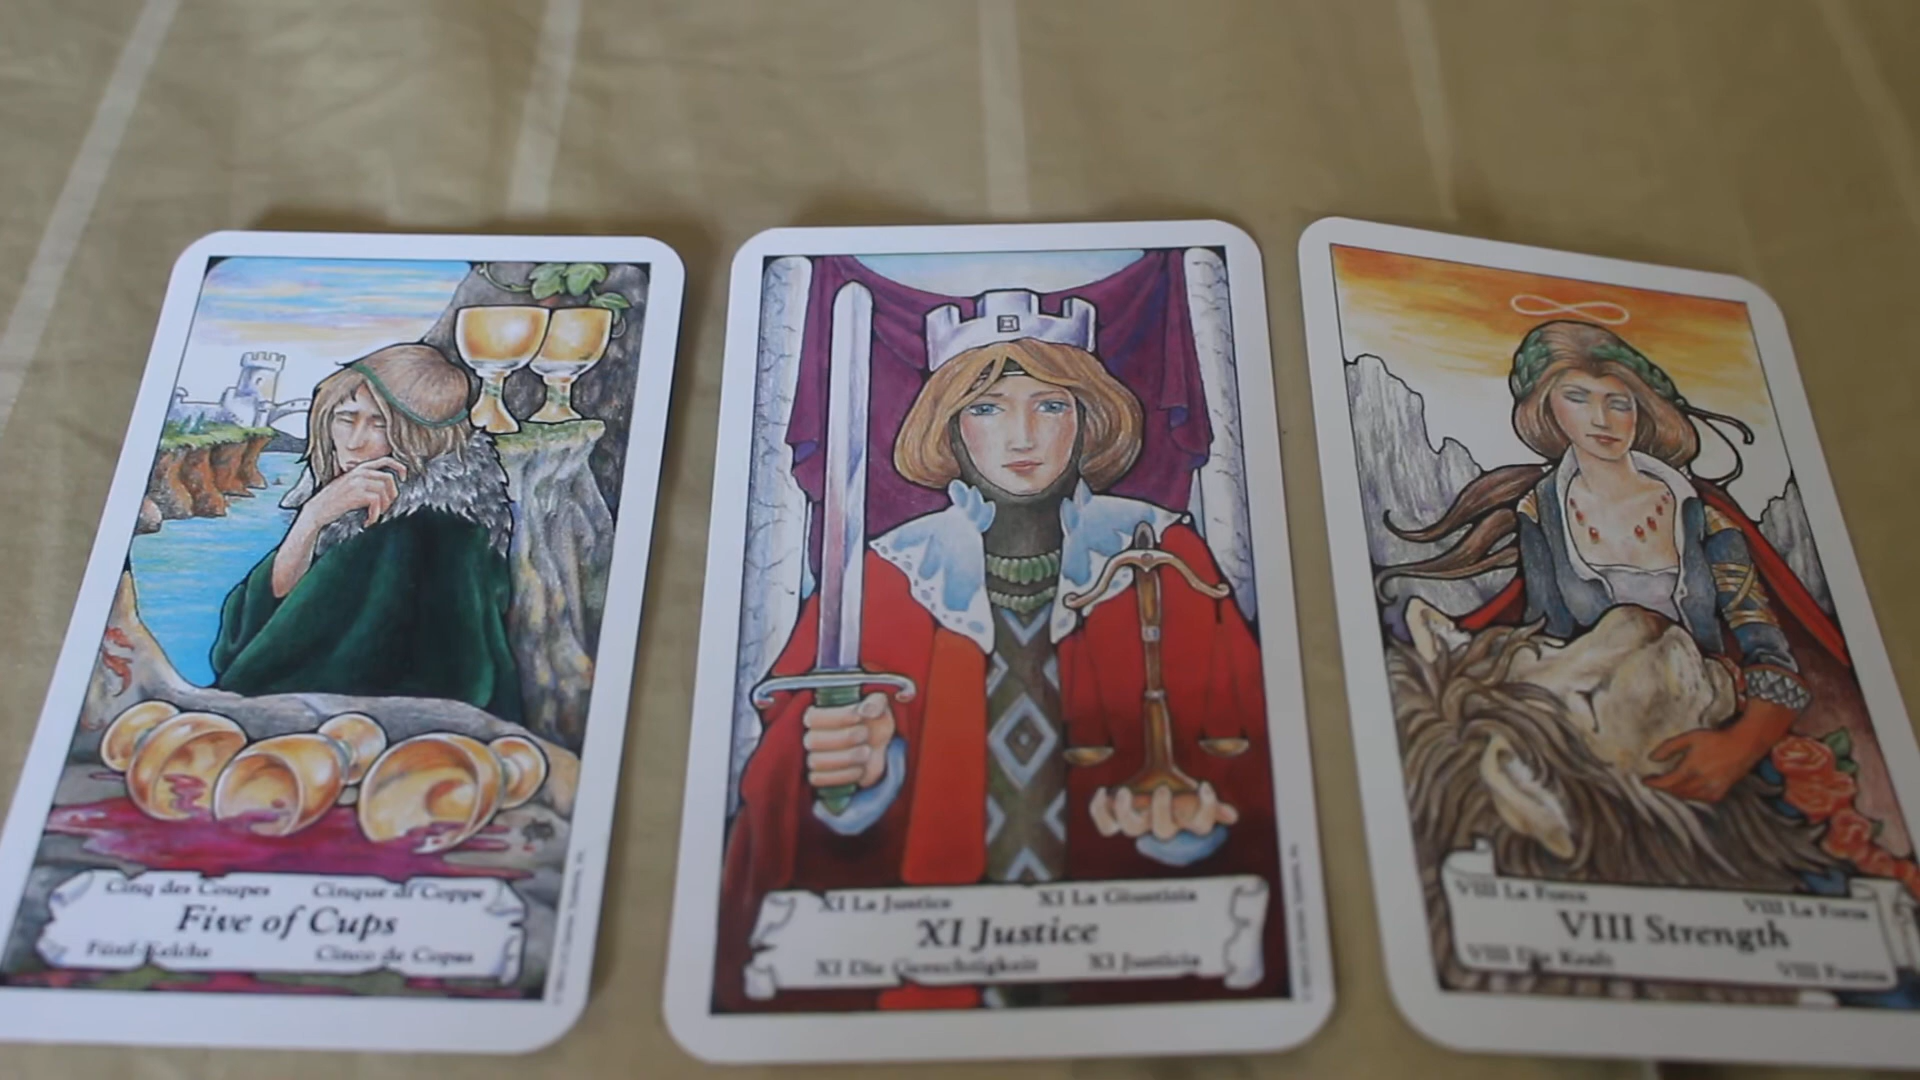 Cinq des Coupes Cinque di Coppe
Five of Cups
Fünf-Kelche Cinco de Copas
XI La Justice XI La Giustizia
XI Justice
XI Die Gerechtigkeit XI Justicia
VIII La Force VIII La Forza
VIII Strength
VIII Die Kraft VIII Fuerza